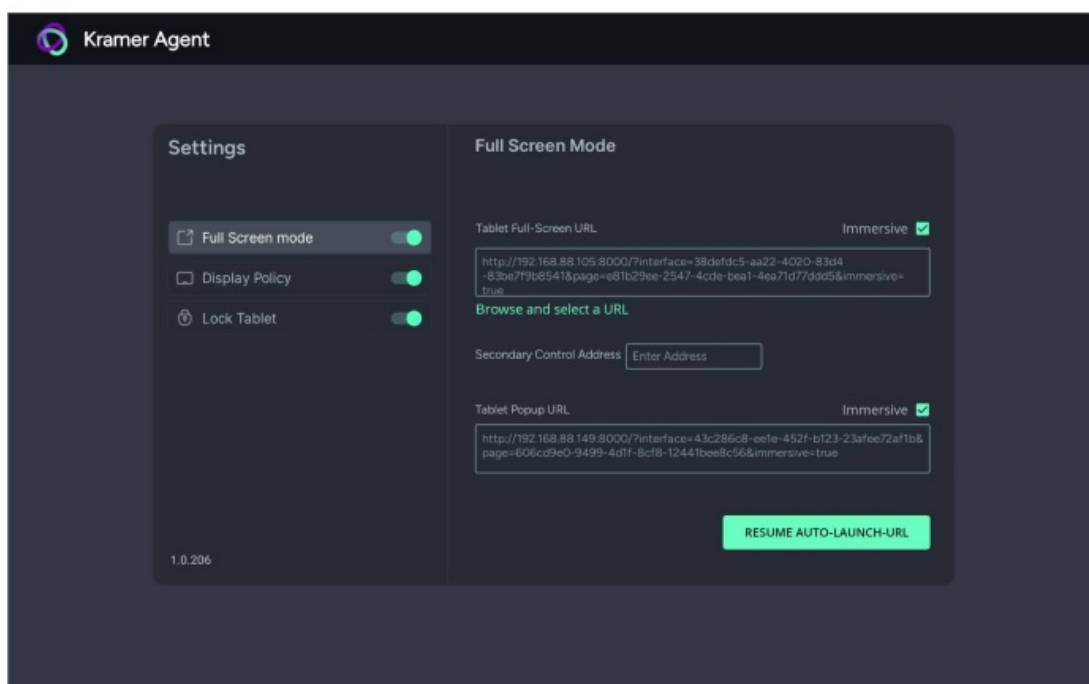 Kramer Agent
Settings
Full Screen mode
Display Policy
Lock Tablet
1.0.206
Full Screen Mode
Tablet Full-Screen URL
Immersive
http://192.168.88.105:8000/?interface=38defdc5-aa22-4020-83d4
-83be7f9b8541&page=e81b29ee-2547-4cde-bea1-4ea71d77ddd5&immersive=
true
Browse and select a URL
Secondary Control Address
Enter Address
Tablet Popup URL
Immersive
http://192.168.88.149:8000/?interface=43c286c8-ee1e-452f-b123-23afee72af1b&
page=606cd9e0-9499-4d1f-8cf8-12441bee8c56&immersive=true
RESUME AUTO-LAUNCH-URL